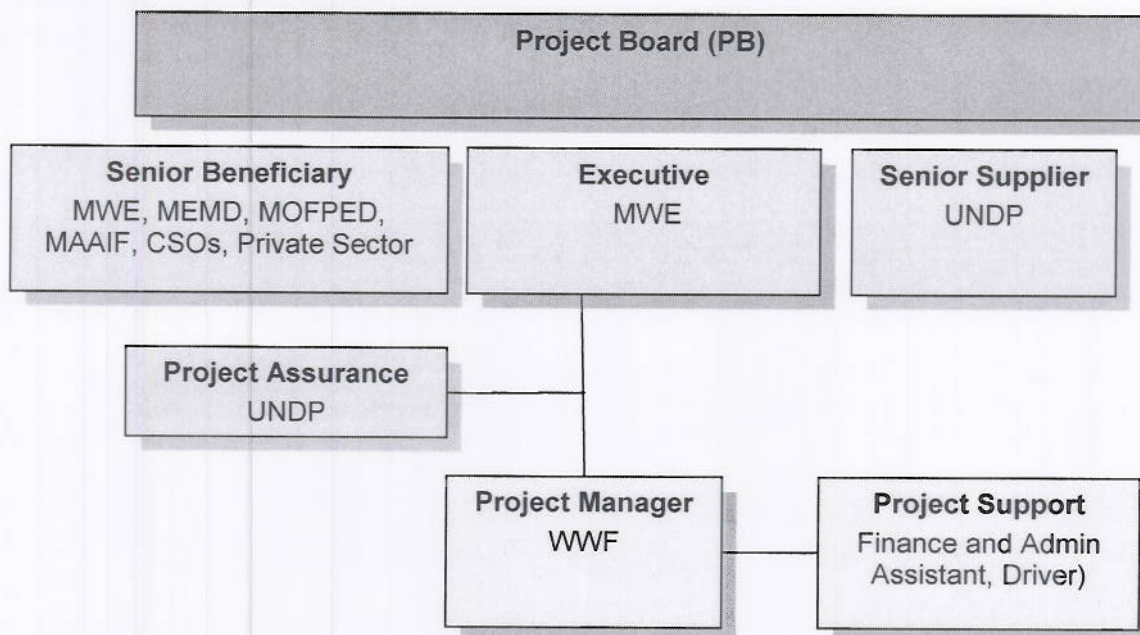 Project Board (PB)
Senior Beneficiary
MWE, MEMD, MOFPED,
MAAIF, CSOs, Private Sector
Executive
MWE
Senior Supplier
UNDP
Project Assurance
UNDP
Project Manager
WWF
Project Support
Finance and Admin
Assistant, Driver)